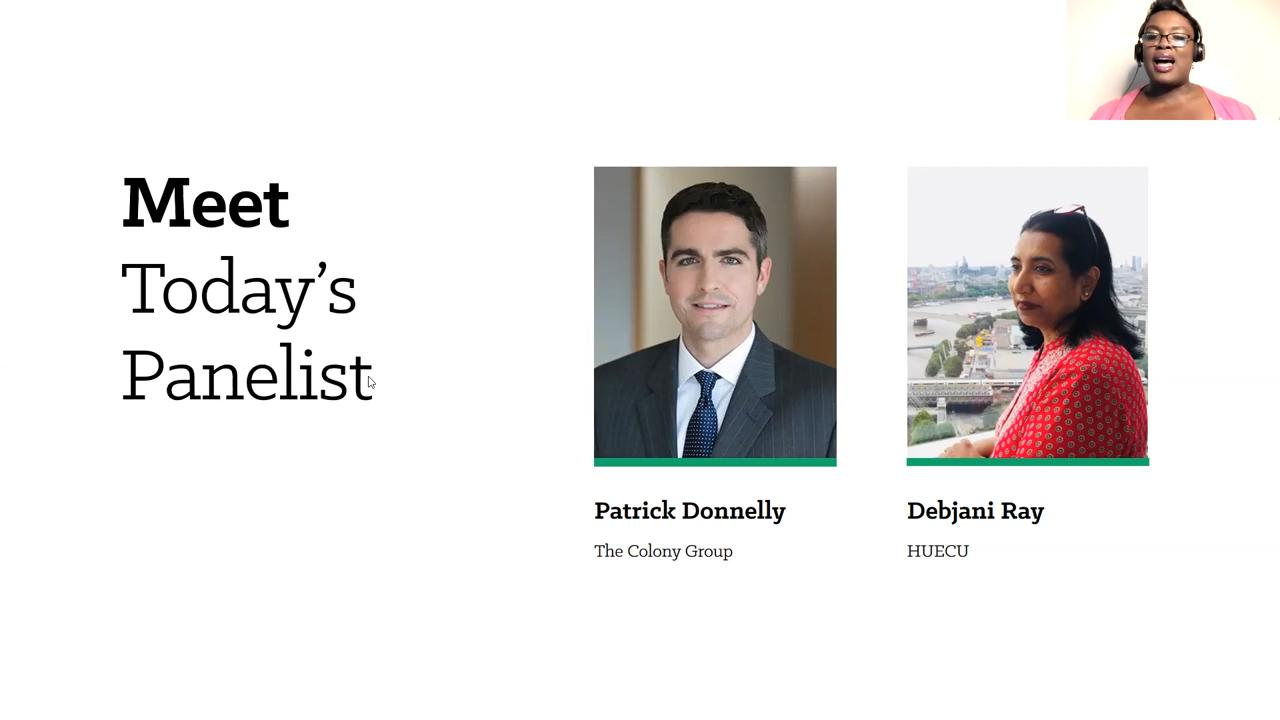 Meet
Today's
Panelist
Patrick Donnelly
The Colony Group
Debjani Ray
HUECU